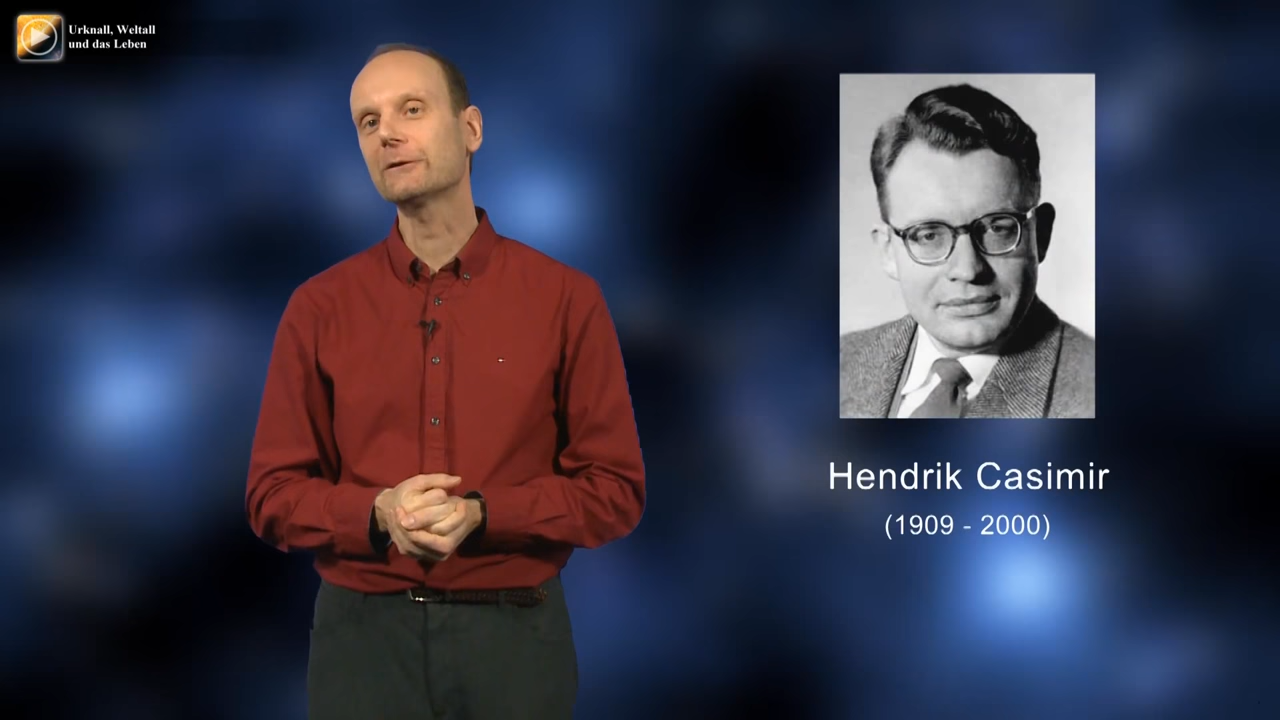 Urknall, Weltall
und das Leben
Hendrik Casimir
(1909 - 2000)